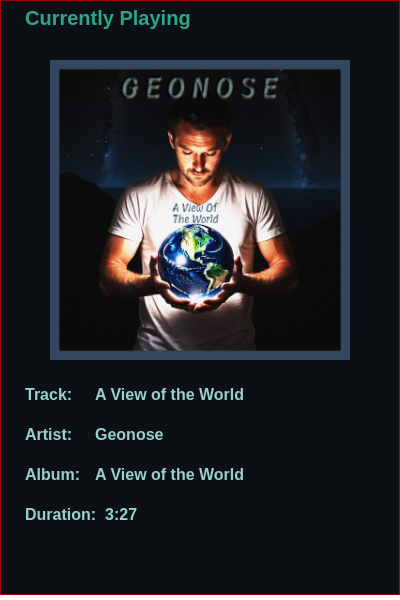 Currently Playing
GEONOSE
A View Of
The World
Track: A View of the World
Artist: Geonose
Album: A View of the World
Duration: 3:27